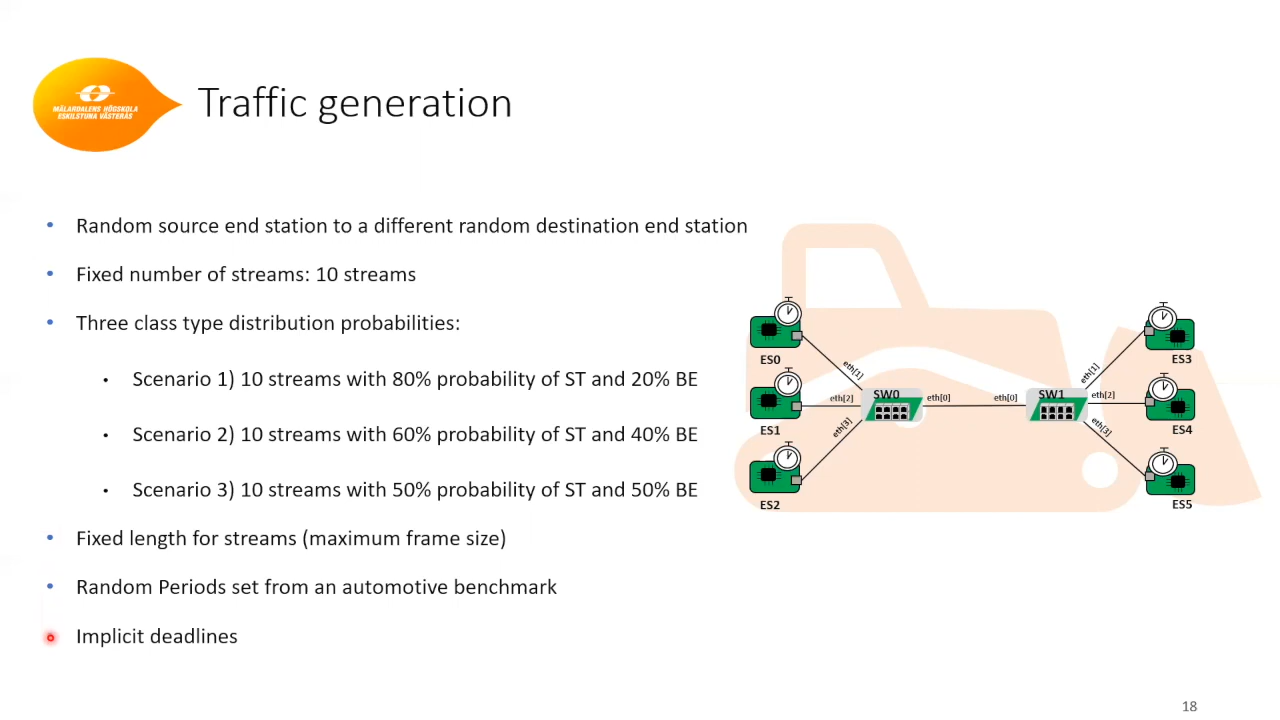 MÄLARDALENS HÖGSKOLA
ESKILSTUNA VÄSTERÅS
Traffic generation
• Random source end station to a different random destination end station
• Fixed number of streams: 10 streams
• Three class type distribution probabilities:
• Scenario 1) 10 streams with 80% probability of ST and 20% BE
• Scenario 2) 10 streams with 60% probability of ST and 40% BE
• Scenario 3) 10 streams with 50% probability of ST and 50% BE
• Fixed length for streams (maximum frame size)
• Random Periods set from an automotive benchmark
Implicit deadlines
ES0
ES1
ES2
eth[1]
eth[2]
eth[3]
SW0
eth[0]
eth[0]
SW1
eth[1]
eth[2]
eth[3]
ES3
ES4
ES5
18